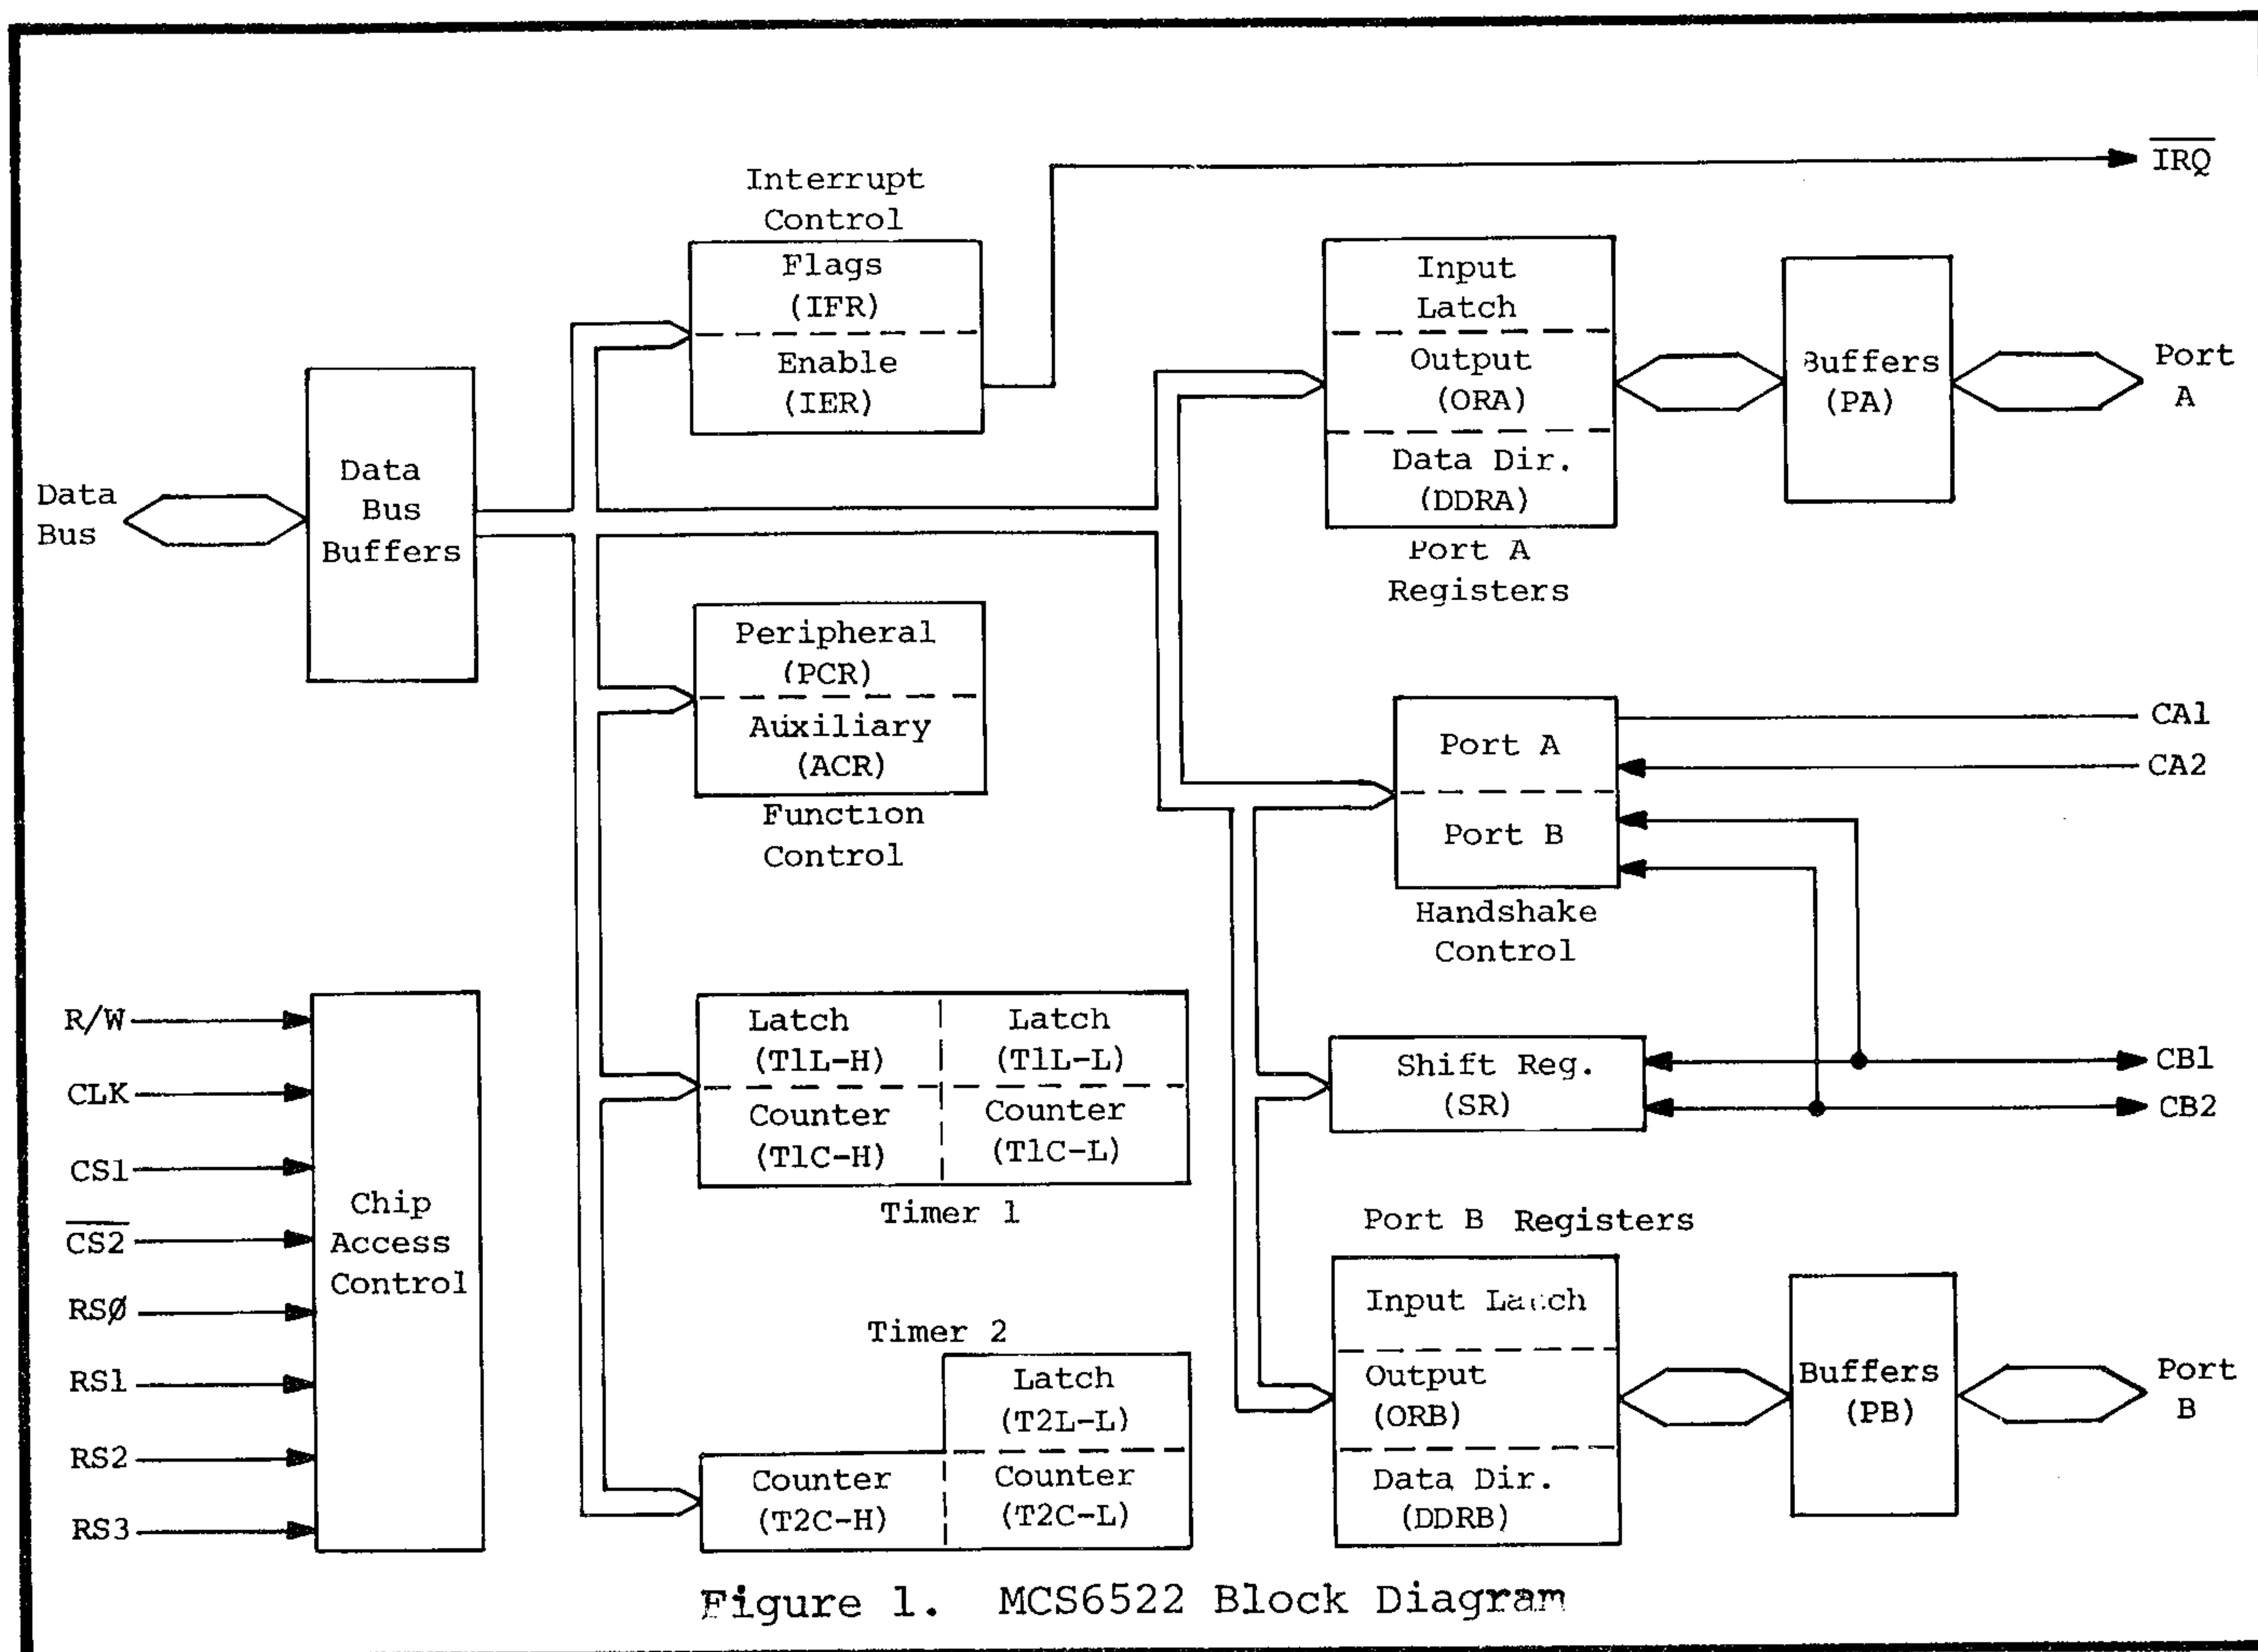 IRQ
Interrupt
Control
Flags
(IFR)
Enable
(IER)
Input
Latch
Output
(ORA)
Data Dir.
(DDRA)
Port A
Registers
Buffers
(PA)
Port
A
Data
Bus
Data
Bus
Buffers
Peripheral
(PCR)
Auxiliary
(ACR)
Function
Control
Port A
Port B
Handshake
Control
CA1
CA2
R/W
CLK
CS1
CS2
RSØ
RS1
RS2
RS3
Chip
Access
Control
Latch
(T1L-H)
Latch
(T1L-L)
Counter
(T1C-H)
Counter
(T1C-L)
Timer 1
Shift Reg.
(SR)
CB1
CB2
Timer 2
Latch
(T2L-L)
Counter
(T2C-H)
Counter
(T2C-L)
Port B Registers
Input Latch
Output
(ORB)
Data Dir.
(DDRB)
Buffers
(PB)
Port
B
Figure 1. MCS6522 Block Diagram